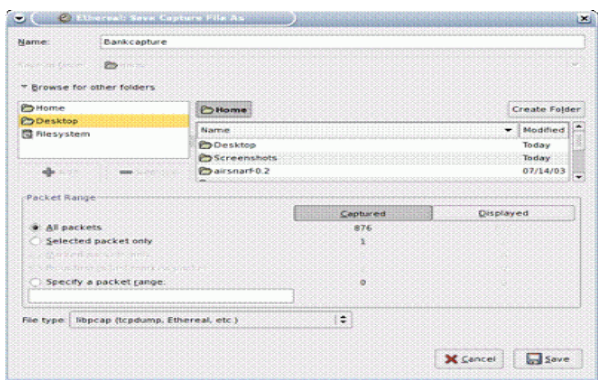 Ethereal: Save Capture File As
Name: Bankcapture
Browse for other folders
Home
Desktop
Filesystem
Home
Create Folder
Name Modified
Desktop Today
Screenshots Today
airsnarf-0.2 07/14/03
Packet Range
Captured Displayed
All packets 876
Selected packet only 1
Specify a packet range: 0
File type: libpcap (tcpdump, Ethereal, etc.)
Cancel Save